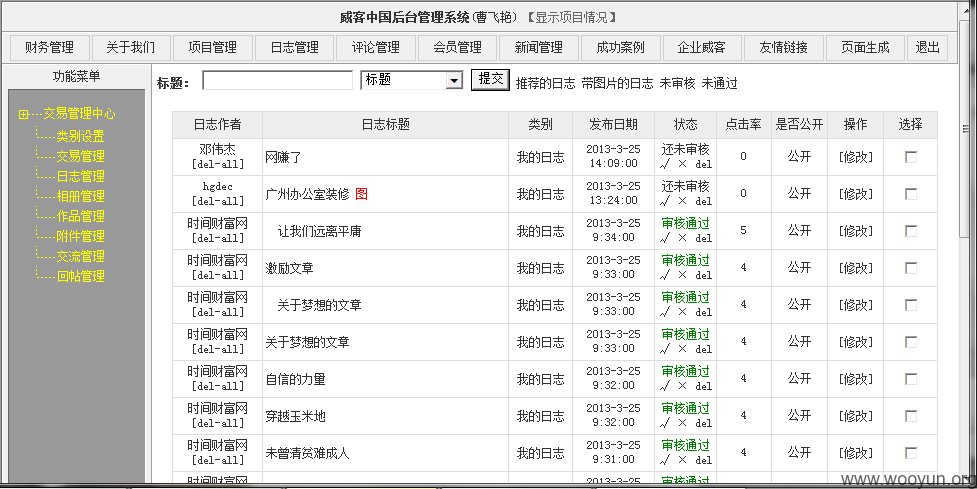 威客中国后台管理系统(曹飞艳) 【显示项目情况】
财务管理 关于我们 项目管理 日志管理 评论管理 会员管理 新闻管理 成功案例 企业威客 友情链接 页面生成 退出
功能菜单
交易管理中心
类别设置
交易管理
日志管理
相册管理
作品管理
附件管理
交流管理
回帖管理
标题： 标题 提交 推荐的日志 带图片的日志 未审核 未通过
日志作者 日志标题 类别 发布日期 状态 点击率 是否公开 操作 选择
邓伟杰 [del-all] 网赚了 我的日志 2013-3-25 14:09:00 还未审核 √ × del 0 公开 [修改]
hgdec [del-all] 广州办公室装修 图 我的日志 2013-3-25 13:24:00 还未审核 √ × del 0 公开 [修改]
时间财富网 [del-all] 让我们远离平庸 我的日志 2013-3-25 9:34:00 审核通过 √ × del 5 公开 [修改]
时间财富网 [del-all] 激励文章 我的日志 2013-3-25 9:33:00 审核通过 √ × del 4 公开 [修改]
时间财富网 [del-all] 关于梦想的文章 我的日志 2013-3-25 9:33:00 审核通过 √ × del 4 公开 [修改]
时间财富网 [del-all] 关于梦想的文章 我的日志 2013-3-25 9:33:00 审核通过 √ × del 4 公开 [修改]
时间财富网 [del-all] 自信的力量 我的日志 2013-3-25 9:32:00 审核通过 √ × del 4 公开 [修改]
时间财富网 [del-all] 穿越玉米地 我的日志 2013-3-25 9:32:00 审核通过 √ × del 4 公开 [修改]
时间财富网 [del-all] 未曾清贫难成人 我的日志 2013-3-25 9:31:00 审核通过 √ × del 4 公开 [修改]
时间财富网 2013-3-25 审核通过
www.wooyun.org